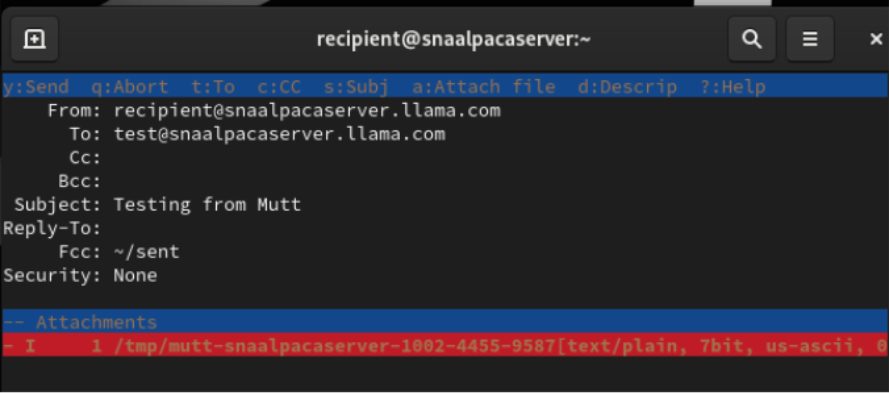 recipient@snaalpacaserver:~
y:Send q:Abort t:To c:CC s:Subj a:Attach file d:Descrip ?:Help
From: recipient@snaalpacaserver.llama.com
To: test@snaalpacaserver.llama.com
Cc:
Bcc:
Subject: Testing from Mutt
Reply-To:
Fcc: ~/sent
Security: None
-- Attachments
- I 1 /tmp/mutt-snaalpacaserver-1002-4455-9587[text/plain, 7bit, us-ascii, 0